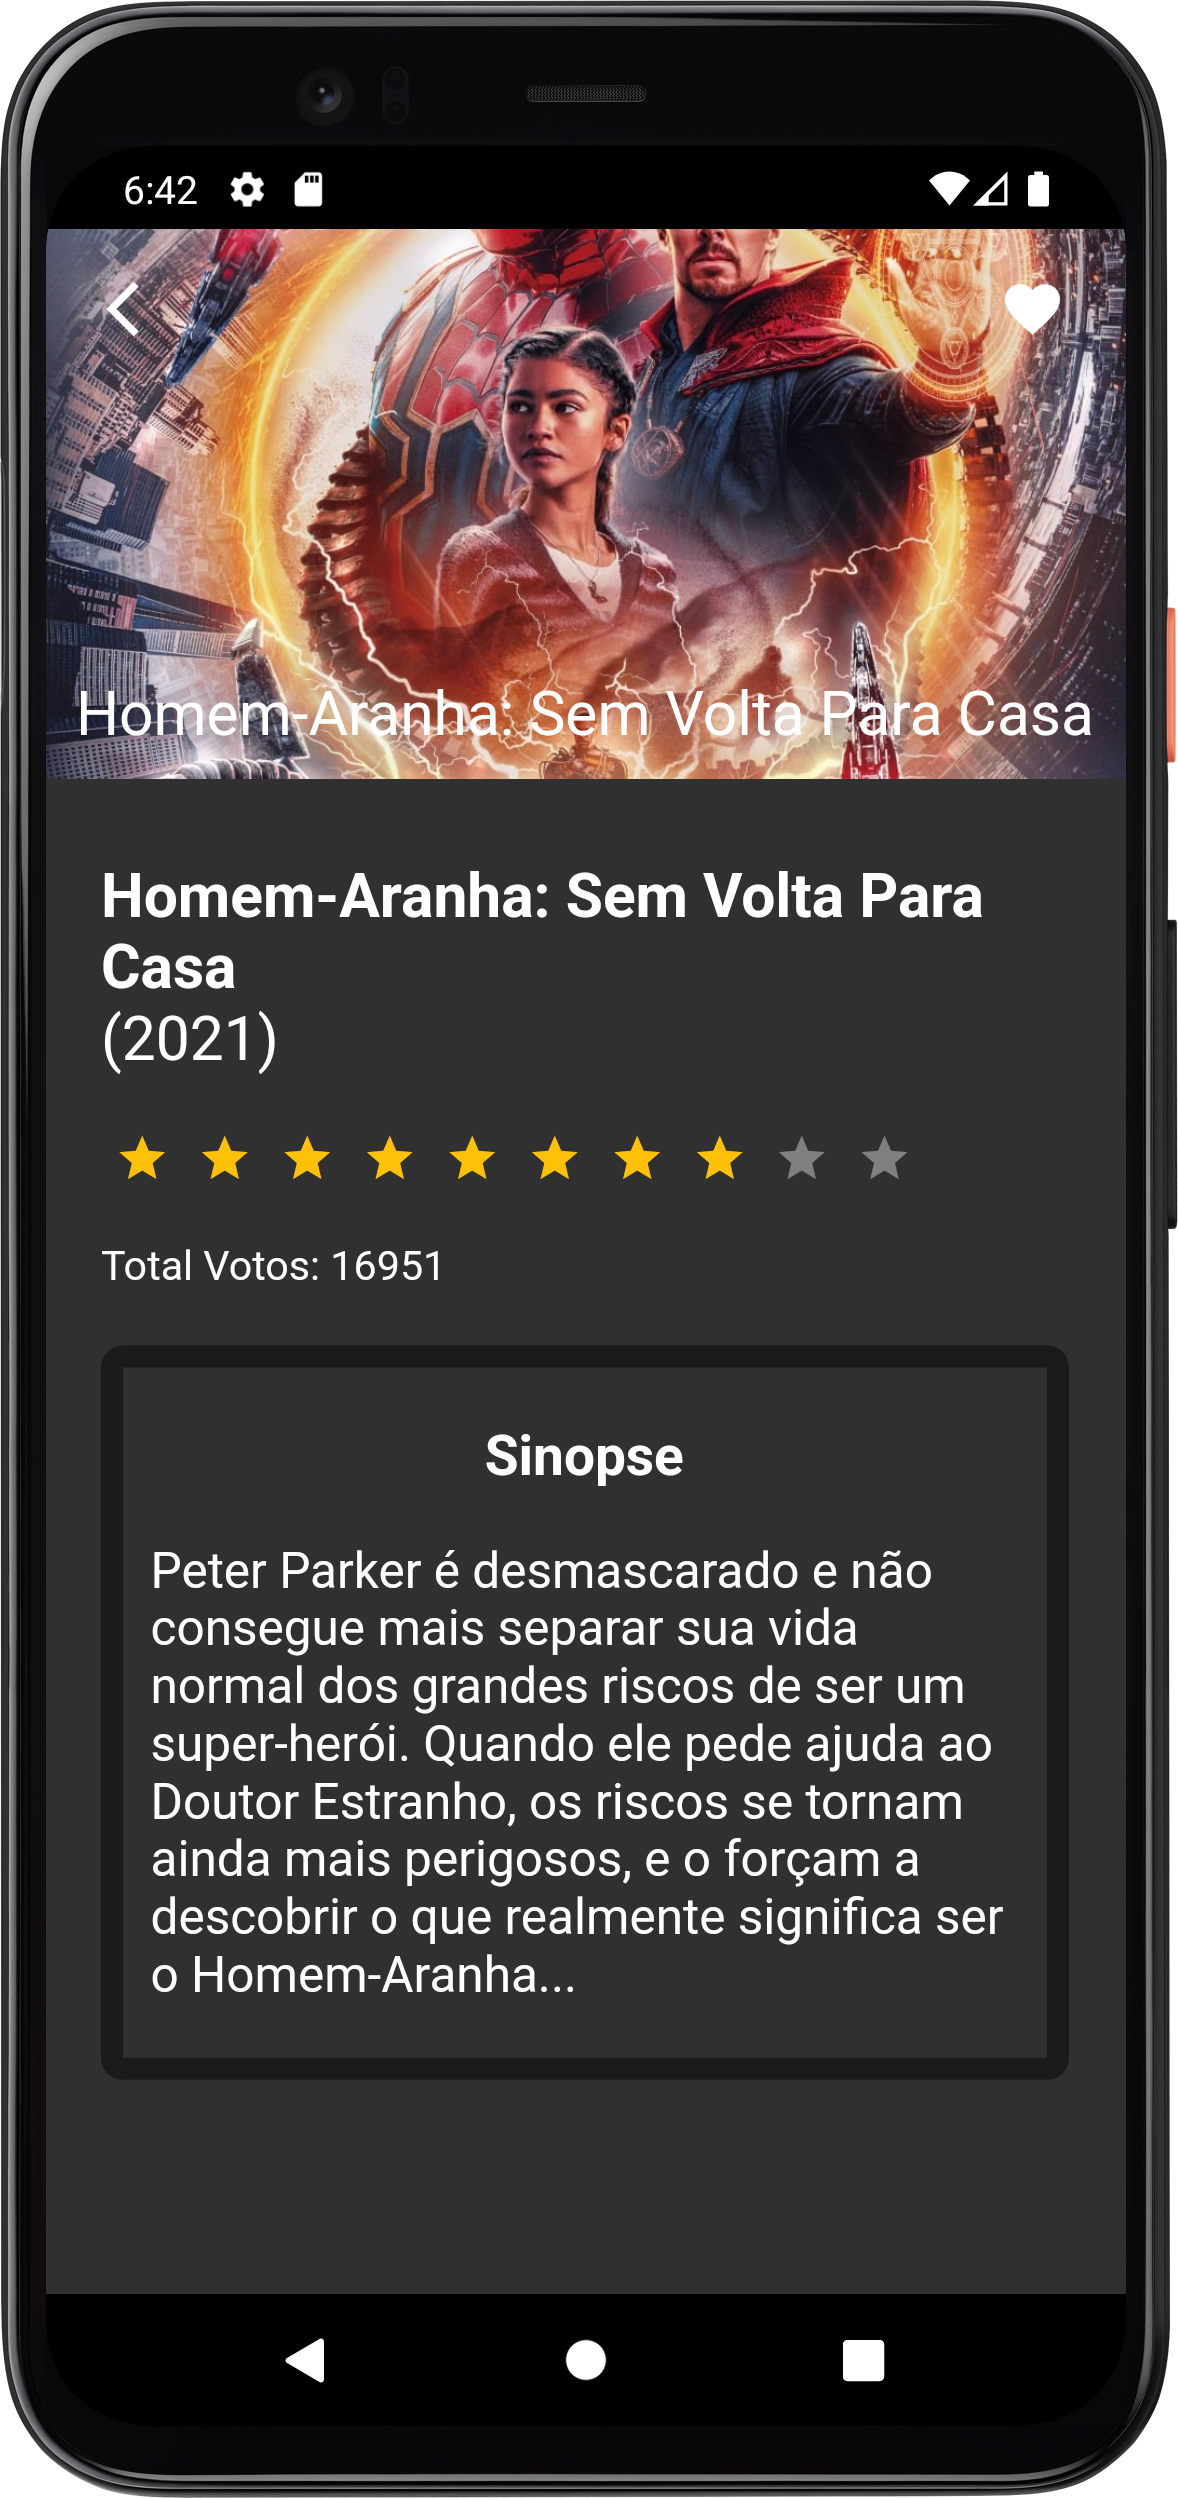 6:42
Homem-Aranha: Sem Volta Para Casa
Homem-Aranha: Sem Volta Para
Casa
(2021)
Total Votos: 16951
Sinopse
Peter Parker é desmascarado e não
consegue mais separar sua vida
normal dos grandes riscos de ser um
super-herói. Quando ele pede ajuda ao
Doutor Estranho, os riscos se tornam
ainda mais perigosos, e o forçam a
descobrir o que realmente significa ser
o Homem-Aranha...